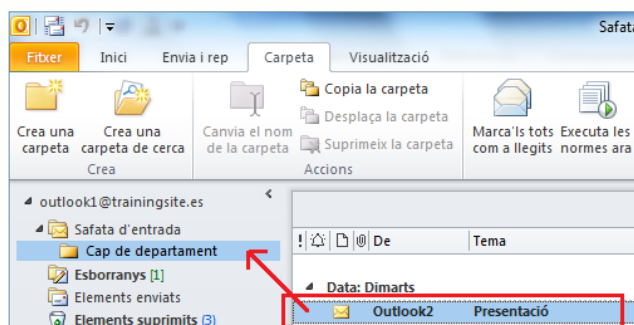 Safata
Fitxer Inici Envia i rep Carpeta Visualització
Crea una carpeta
Crea una carpeta de cerca
Canvia el nom de la carpeta
Copia la carpeta
Desplaça la carpeta
Suprimeix la carpeta
Marca'ls tots com a llegits
Executa les normes ara
Crea
Accions
outlook1@trainingsite.es
Safata d'entrada
Cap de departament
Esborranys [1]
Elements enviats
Elements suprimits (3)
! De Tema
Data: Dimarts
Outlook2 Presentació